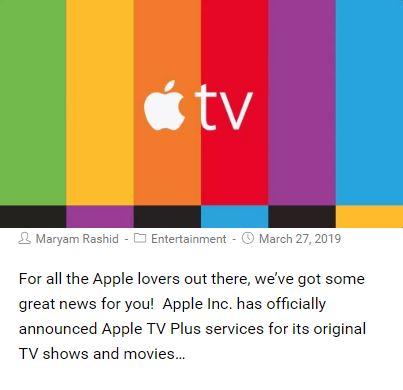 tv
Maryam Rashid - Entertainment - March 27, 2019
For all the Apple lovers out there, we’ve got some
great news for you!  Apple Inc. has officially
announced Apple TV Plus services for its original
TV shows and movies…